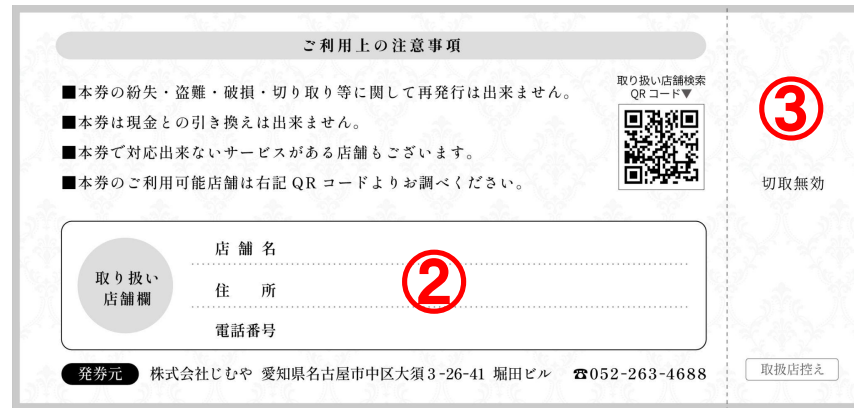 ご利用上の注意事項
■本券の紛失・盗難・破損・切り取り等に関して再発行は出来ません。
■本券は現金との引き換えは出来ません。
■本券で対応出来ないサービスがある店舗もございます。
■本券のご利用可能店舗は右記 QR コードよりお調べください。
取り扱い店舗検索
QR コード▼
取り扱い
店舗欄
店舗名
住所
電話番号
②
発券元 株式会社じむや 愛知県名古屋市中区大須3-26-41 堀田ビル ☎052-263-4688
③
切取無効
取扱店控え